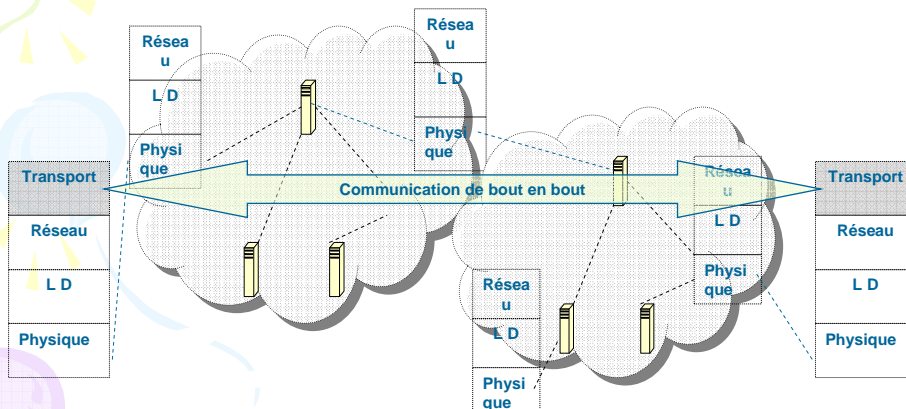 Résea
u
L D
Physi
que
Résea
u
L D
Physi
que
Transport
Réseau
L D
Physique
Communication de bout en bout
Résea
u
L D
Physi
que
Résea
u
L D
Physi
que
Transport
Réseau
L D
Physique